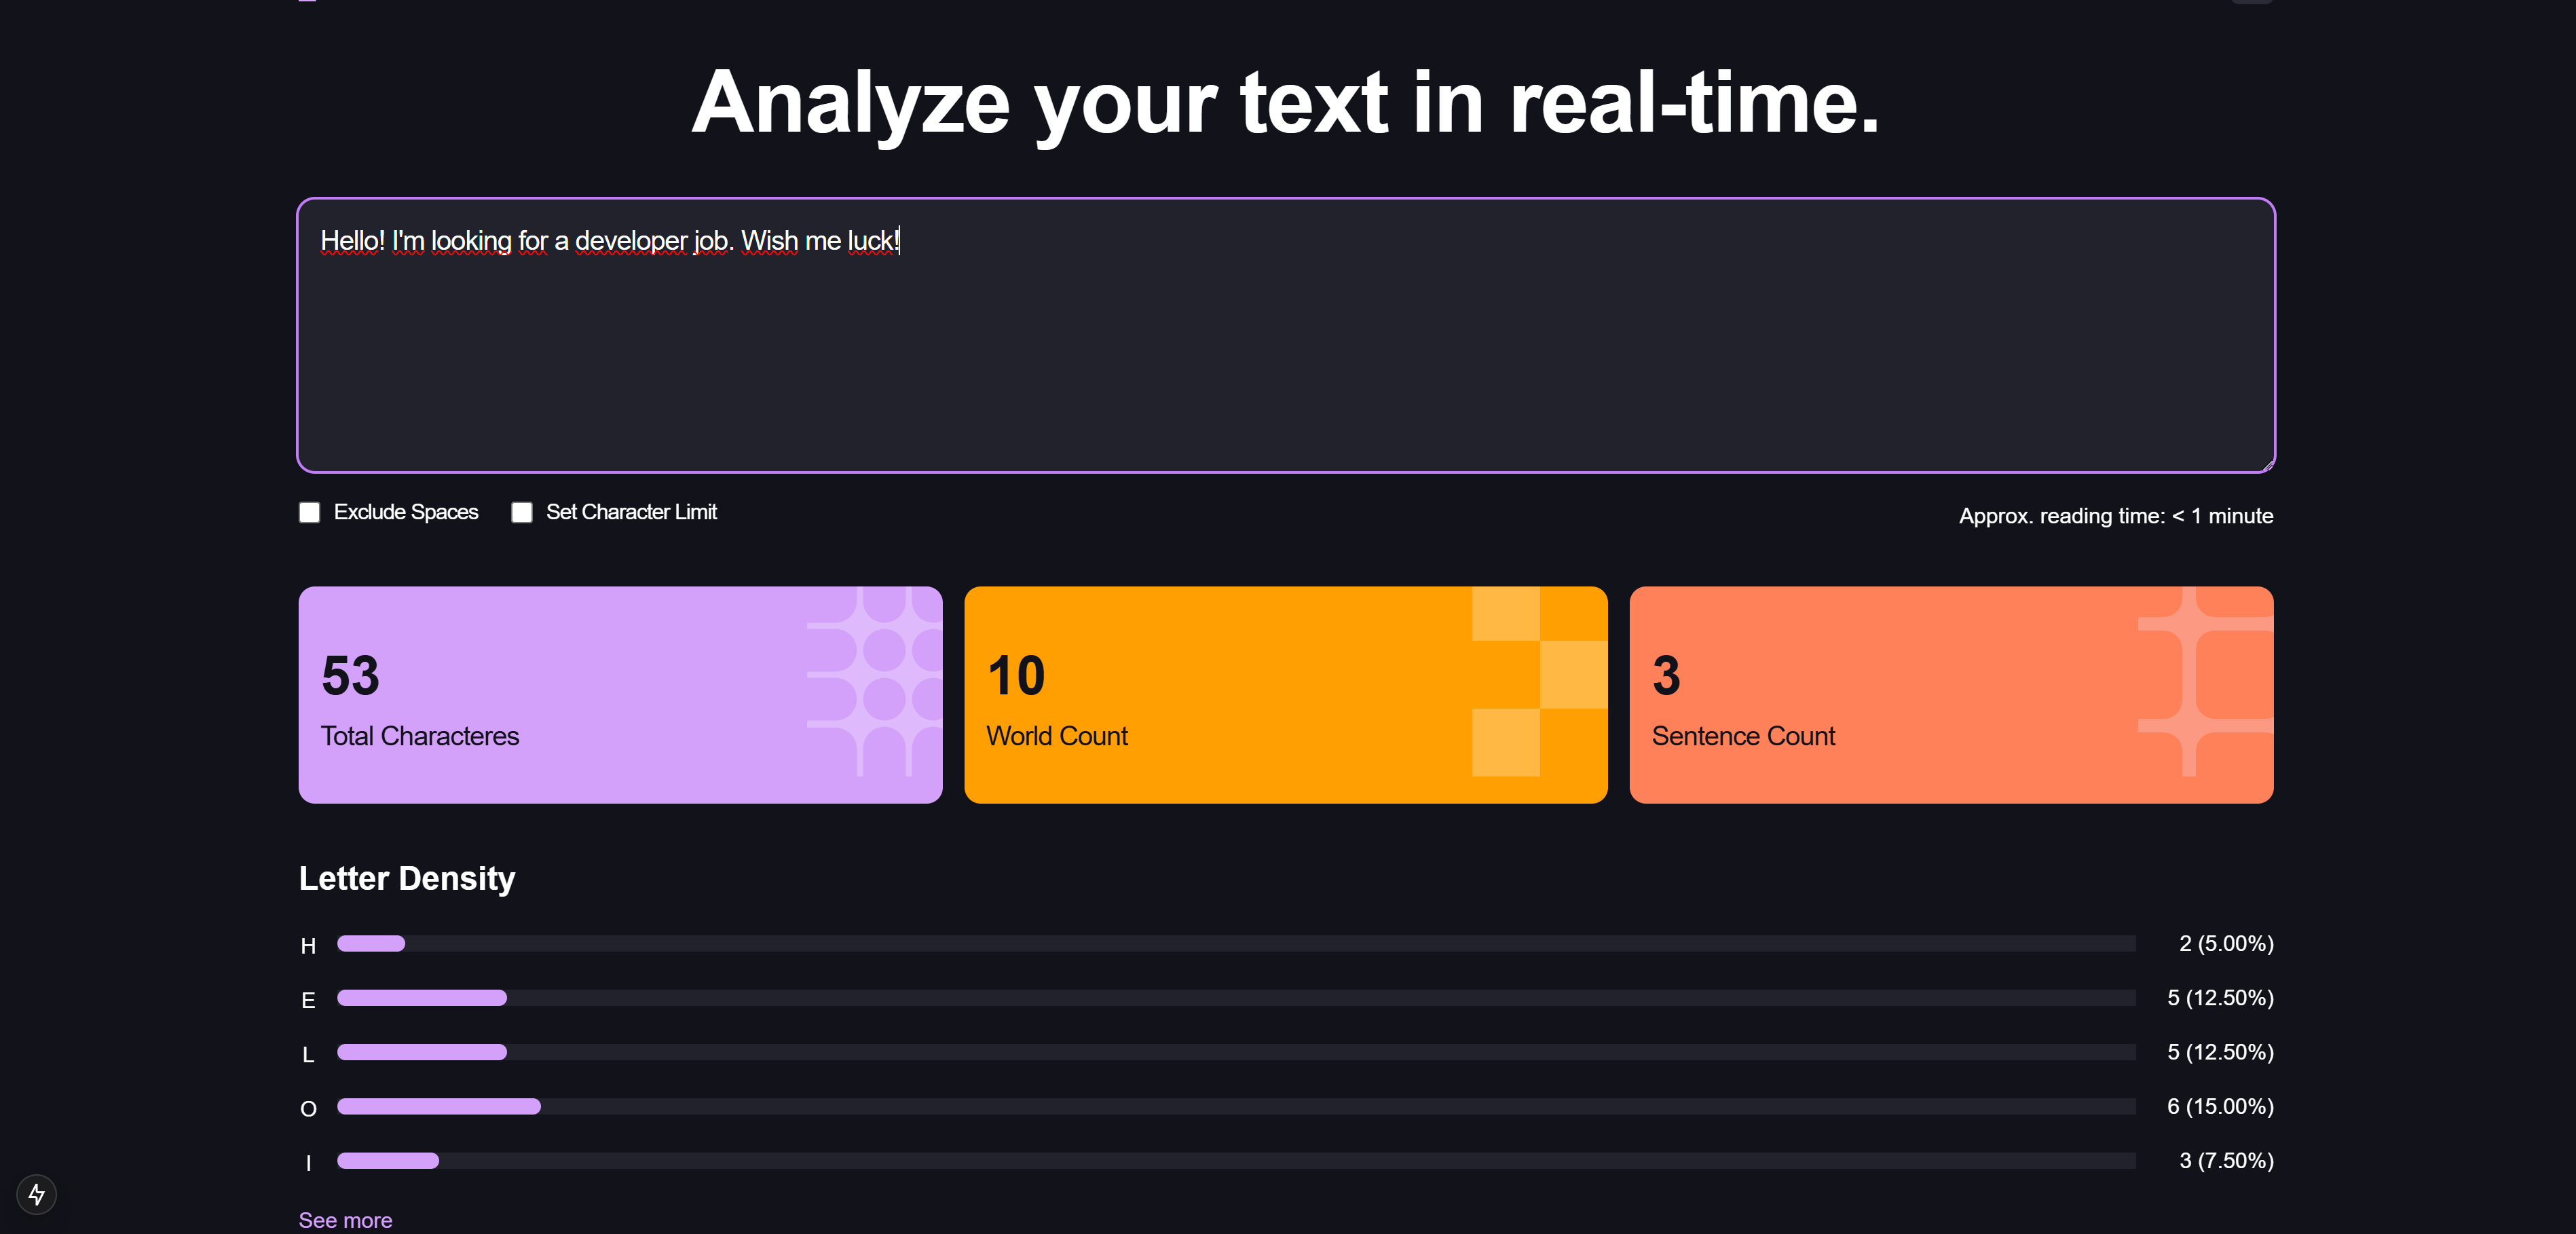 Analyze your text in real-time.
Hello! I'm looking for a developer job. Wish me luck!
Exclude Spaces
Set Character Limit
Approx. reading time: < 1 minute
53
Total Characteres
10
World Count
3
Sentence Count
Letter Density
H 2 (5.00%)
E 5 (12.50%)
L 5 (12.50%)
O 6 (15.00%)
I 3 (7.50%)
See more